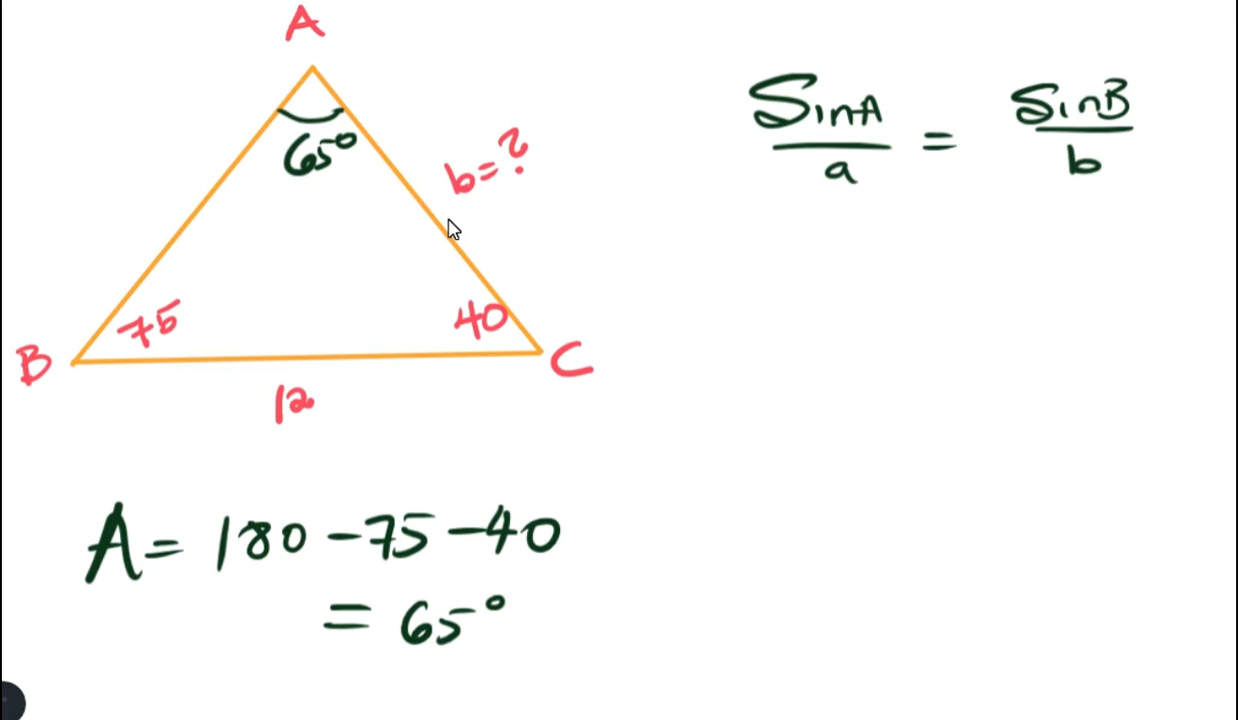 A
65°
b=?
75
40
B
C
12
SinA/a = SinB/b
A= 180 -75 -40
= 65°